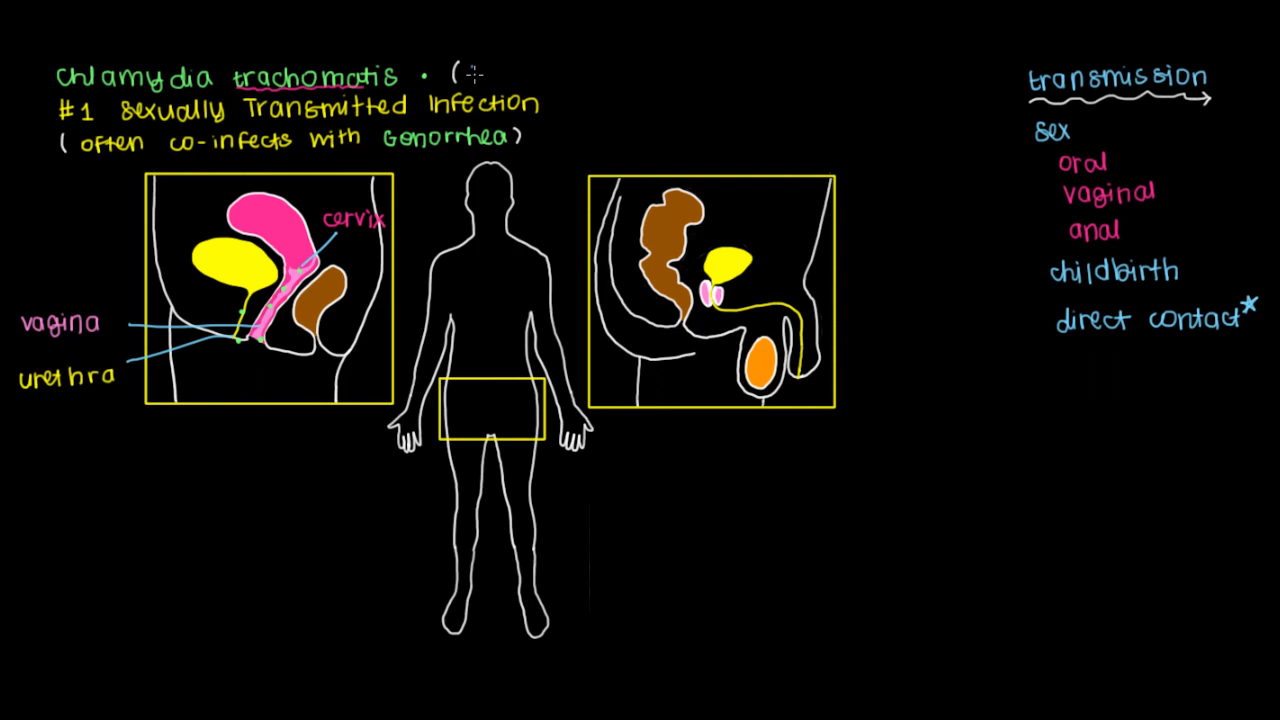 chlamydia trachomatis • (
#1 sexually Transmitted Infection
(often co-infects with Gonorrhea)
cervix
vagina
urethra
transmission
sex
oral
vaginal
anal
childbirth
direct contact*